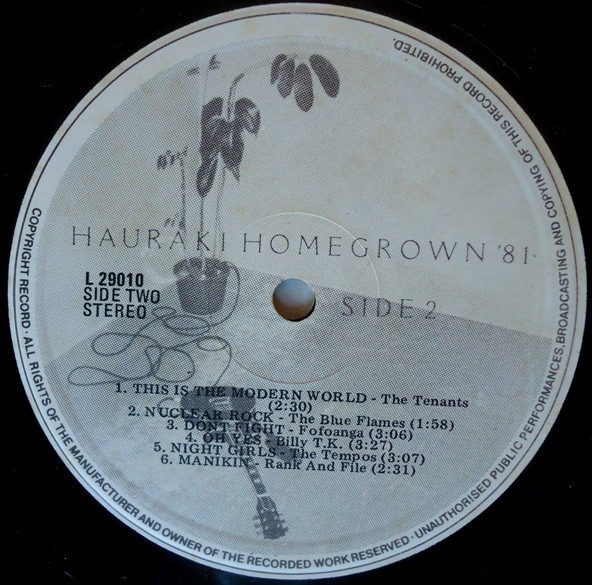 HAURAKI HOMEGROWN '81
L 29010
SIDE TWO
STEREO
SIDE 2
1. THIS IS THE MODERN WORLD - The Tenants
(2:30)
2. NUCLEAR ROCK - The Blue Flames (1:58)
3. DONT FIGHT - Fofoanga (3:06)
4. OH YES - Billy T.K. (3:27)
5. NIGHT GIRLS - The Tempos (3:07)
6. MANIKIN - Rank And File (2:31)
COPYRIGHT RECORD · ALL RIGHTS OF THE MANUFACTURER AND OWNER OF THE RECORDED WORK RESERVED · UNAUTHORISED PUBLIC PERFORMANCES, BROADCASTING AND COPYING OF THIS RECORD PROHIBITED.